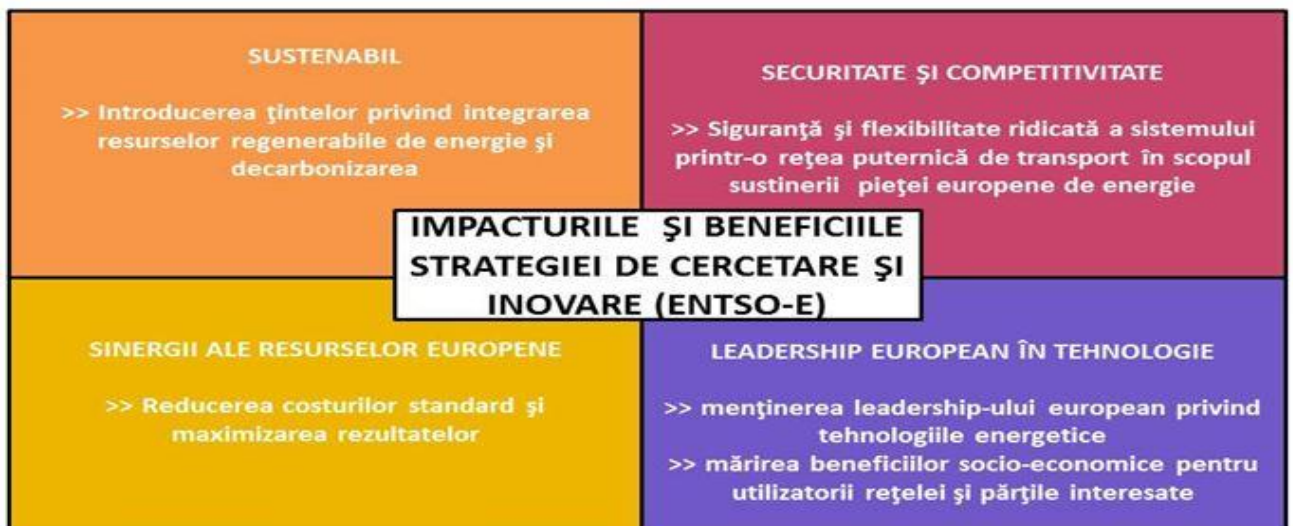 SUSTENABIL
>> Introducerea ţintelor privind integrarea
resurselor regenerabile de energie şi
decarbonizarea
SECURITATE ŞI COMPETITIVITATE
>> Siguranţă şi flexibilitate ridicată a sistemului
printr-o reţea puternică de transport în scopul
sustinerii pieţei europene de energie
IMPACTURILE ŞI BENEFICIILE
STRATEGIEI DE CERCETARE ŞI
INOVARE (ENTSO-E)
SINERGII ALE RESURSELOR EUROPENE
>> Reducerea costurilor standard şi
maximizarea rezultatelor
LEADERSHIP EUROPEAN ÎN TEHNOLOGIE
>> menţinerea leadership-ului european privind
tehnologiile energetice
>> mărirea beneficiilor socio-economice pentru
utilizatorii reţelei şi părţile interesate